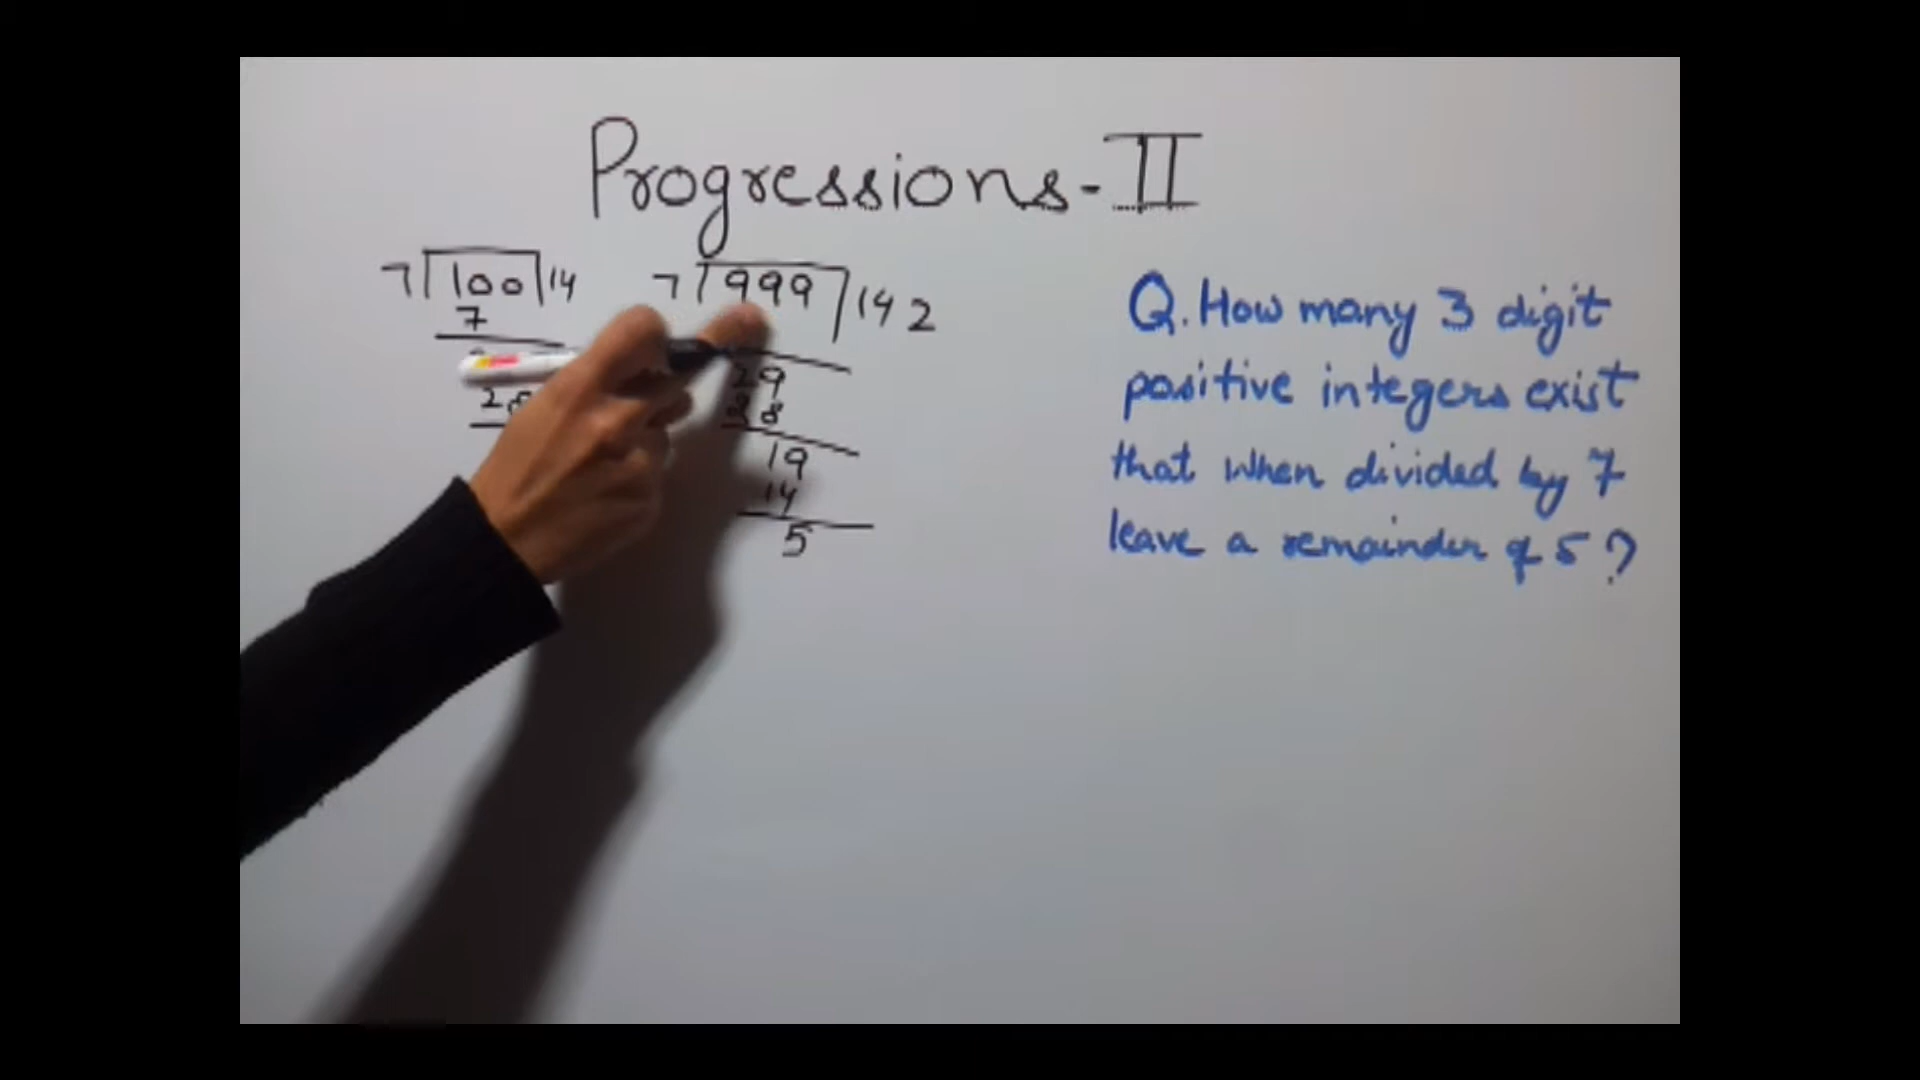 Progressions-II
7 100 14
7
28
7 999 142
29
28
19
14
5
Q. How many 3 digit
positive integers exist
that when divided by 7
leave a remainder of 5?